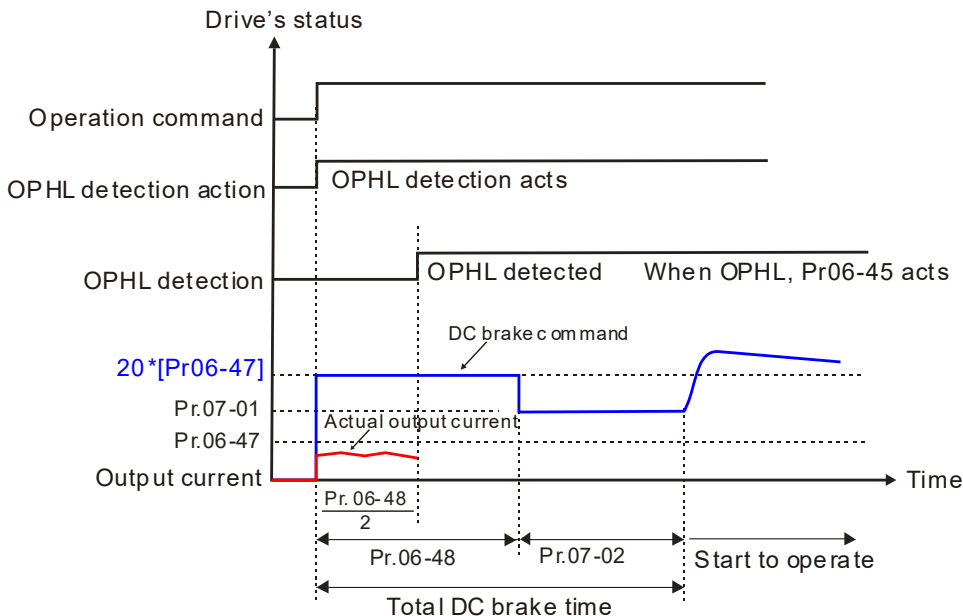 Drive's status
Operation command
OPHL detection action
OPHL detection acts
OPHL detection
OPHL detected
When OPHL, Pr06-45 acts
DC brake command
20*[Pr06-47]
Pr.07-01
Actual output current
Pr.06-47
Output current
Time
Pr. 06-48
2
Pr.06-48
Pr.07-02
Start to operate
Total DC brake time